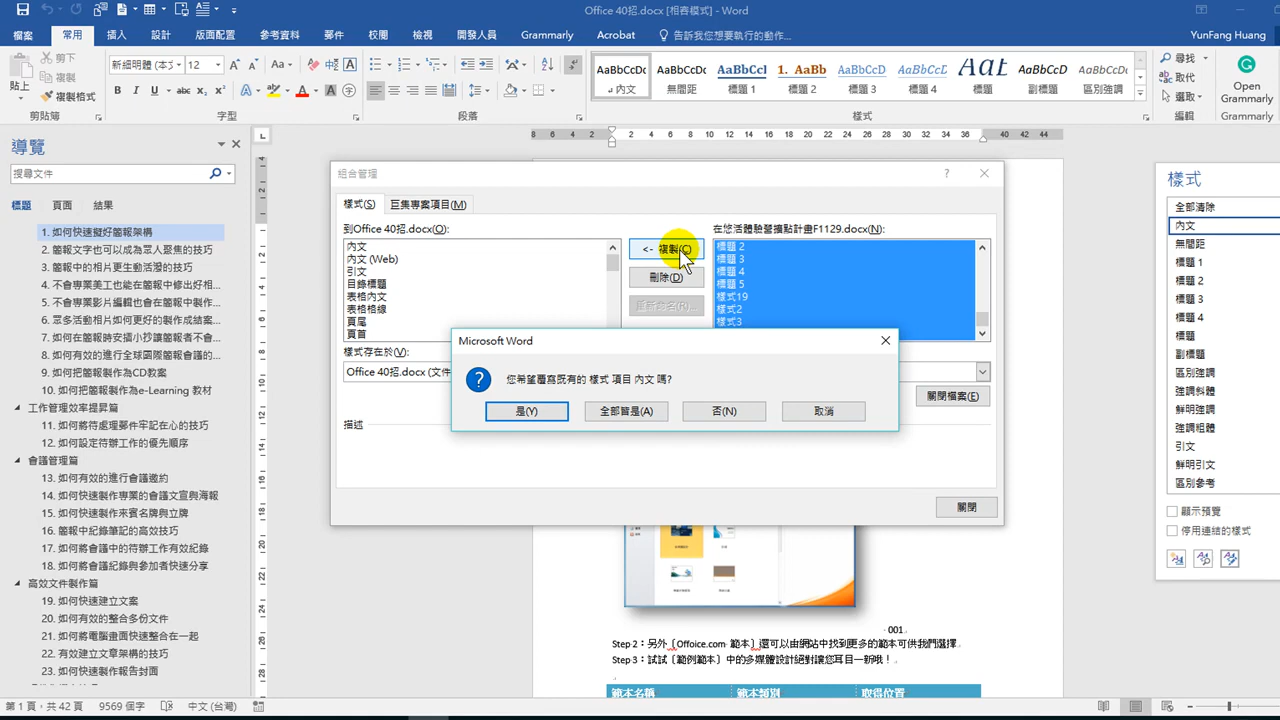 Office 40招.docx [相容模式] - Word
檔案 常用 插入 設計 版面配置 參考資料 郵件 校閱 檢視 開發人員 Grammarly Acrobat 告訴我您想要執行的動作... YunFang Huang
貼上 剪下 複製 複製格式
新細明體 (本文 12
AaBbCcDc AaBbCcDc AaBbCcI 1. AaBb AaBbCcDc AaBbCcDc AaBbCcDc AaBbCcDc
內文 無間距 標題 1 標題 2 標題 3 標題 4 標題 副標題 區別強調
尋找 取代 選取
Open Grammarly
剪貼簿 字型 段落 樣式 編輯 Grammarly
8 6 4 2 2 4 6 8 10 12 14 16 18 20 22 24 26 28 30 32 34 36 40 42 44
導覽
搜尋文件
標題 頁面 結果
1. 如何快速擬好簡報架構
2. 簡報文字也可以成為眾人聚焦的技巧
3. 簡報中的相片更生動活潑的技巧
4. 不會專業美工也能在簡報中修出好相...
5. 不會專業影片編輯也會在簡報中製作...
6. 眾多活動相片如何更好的製作成績案...
7. 如何在簡報時安插小抄讓報者不會...
8. 如何有效的進行全球團隊簡報會議的...
9. 如何把簡報製作為CD教案
10. 如何把簡報製作為e-Learning 教材
工作管理效率提昇篇
11. 如何將待處理郵件牢記在心的技巧
12. 如何設定待辦工作的優先順序
會議管理篇
13. 如何有效的進行會議邀約
14. 如何快速製作專業的會議文宣與海報
15. 如何快速製作來賓名牌與立牌
16. 簡報中紀錄筆記的高效技巧
17. 如何將會議中的待辦工作有效紀錄
18. 如何將會議紀錄與參加者快速分享
高效文件製作篇
19. 如何快速建立文案
20. 如何有效的整合多份文件
21. 如何將電腦畫面快速整合在一起
22. 有效建立文章架構的技巧
23. 如何快速製作報告封面
組合管理
樣式(S) 巨集專案項目(M)
到Office 40招.docx(O):
內文
內文 (Web)
引文
目錄標題
表格內文
表格格線
頁尾
頁首
<- 複製(C)
刪除(D)
重新命名(R)...
在您活體驗營擴點計畫F1129.docx(N):
標題 2
標題 3
標題 4
標題 5
樣式19
樣式2
樣式3
樣式存在於(V):
Office 40招.docx (文件
關閉檔案(E)
描述
關閉
Microsoft Word
您希望覆寫既有的 樣式 項目 內文 嗎?
是(Y) 全部皆是(A) 否(N) 取消
001
Step 2：另外〔Offoice.com 範本〕還可以由網站中找到更多的範本可供我們選擇
Step 3：試試〔範例範本〕中的多媒體設計絕對讓您耳目一新哦！
範本名稱 範本類別 取得位置
樣式
全部清除
內文
無間距
標題 1
標題 2
標題 3
標題 4
標題
副標題
區別強調
強調斜體
鮮明強調
強調粗體
引文
鮮明引文
區別參考
顯示預覽
停用連結的樣式
第 1 頁，共 42 頁 9569 個字 中文 (台灣)